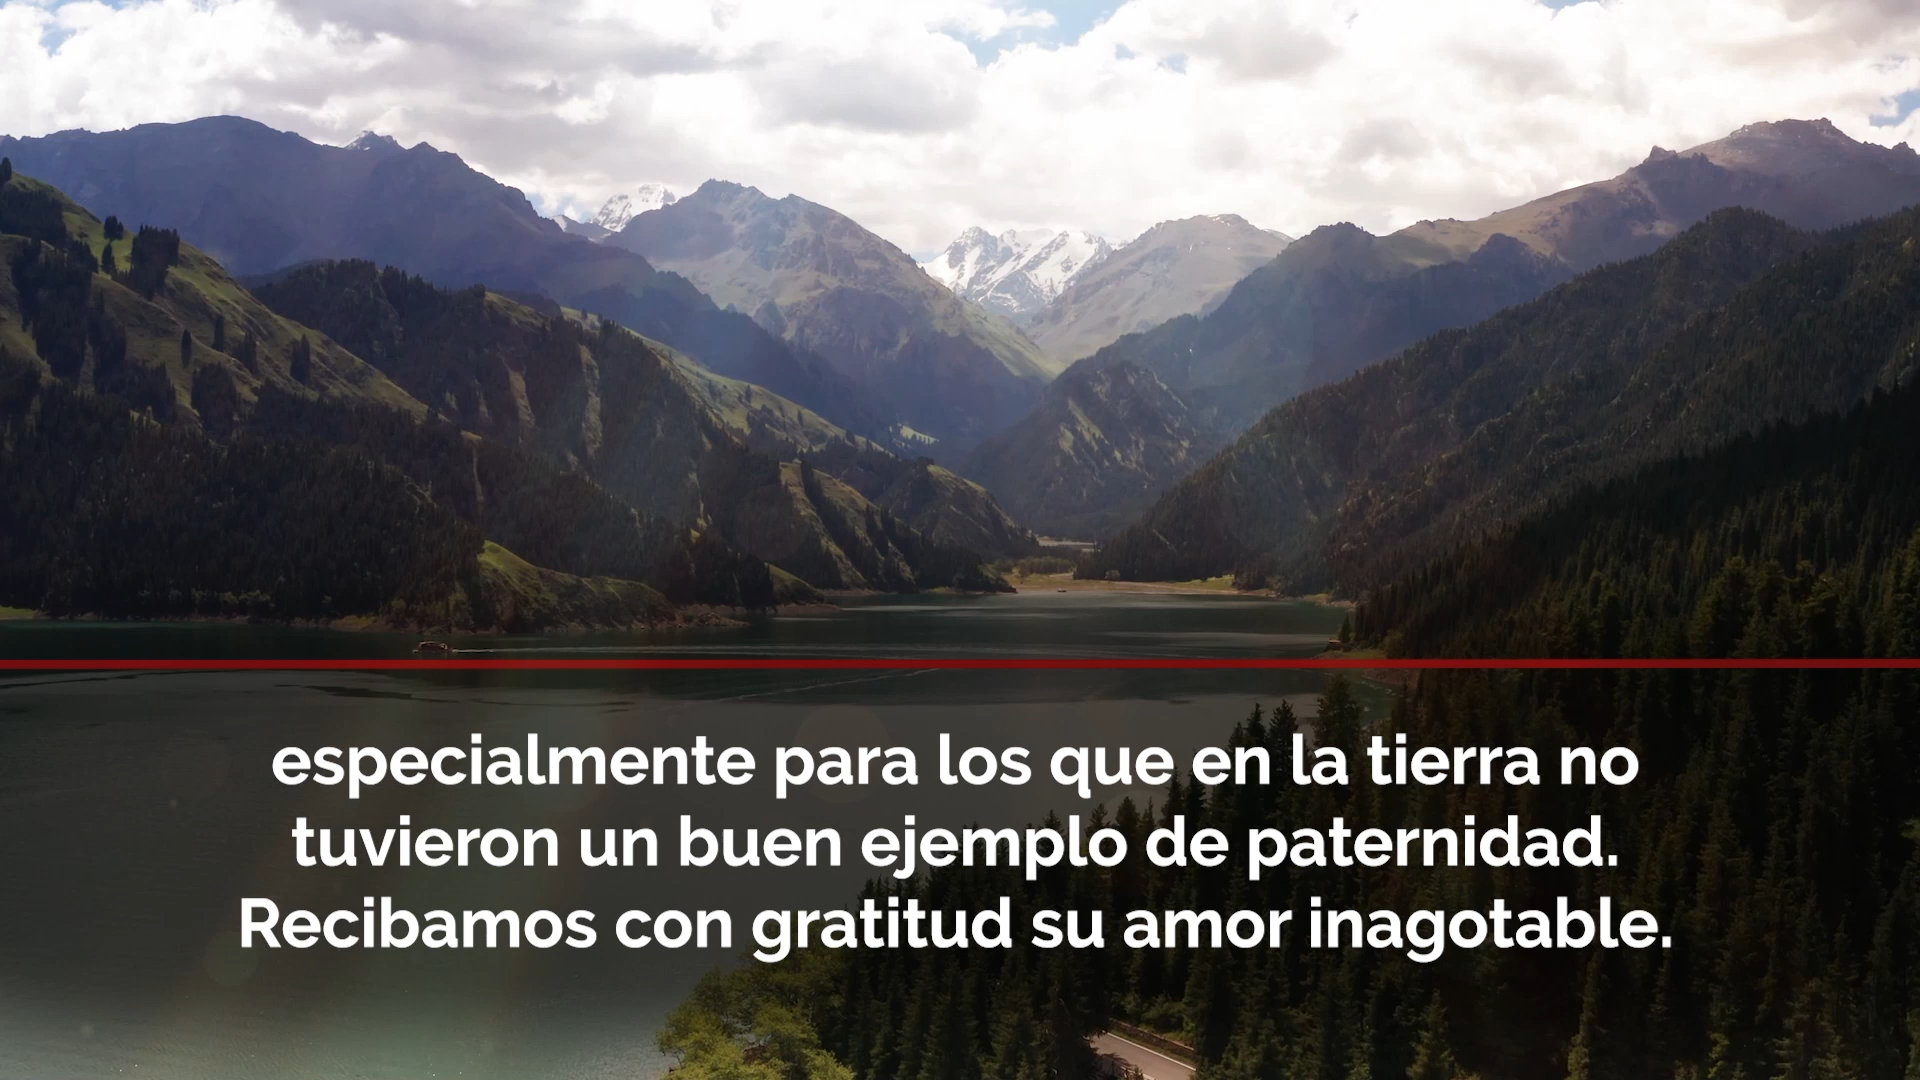 especialmente para los que en la tierra no
tuvieron un buen ejemplo de paternidad.
Recibamos con gratitud su amor inagotable.